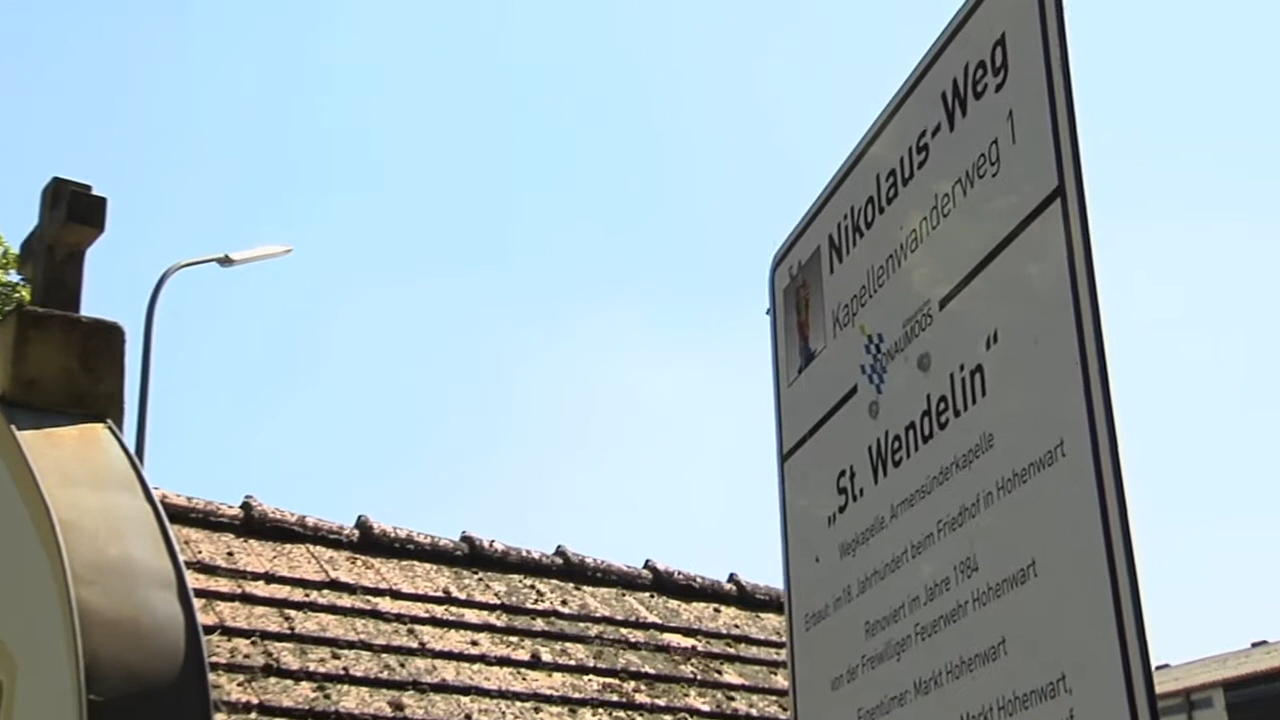 Nikolaus-Weg
Kapellenwanderweg 1
DONAUMOOS
„St. Wendelin“
Wegkapelle, Armensünderkapelle
Erbaut: im 18. Jahrhundert beim Friedhof in Hohenwart
Renoviert im Jahre 1984
von der Freiwilligen Feuerwehr Hohenwart
Eigentümer: Markt Hohenwart
Markt Hohenwart,